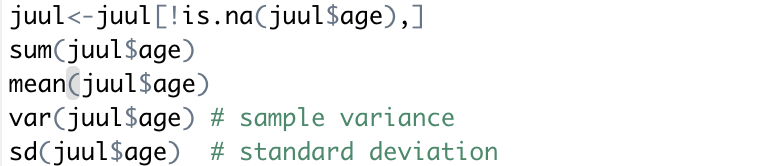 juul<-juul[!is.na(juul$age),]
sum(juul$age)
mean(juul$age)
var(juul$age) # sample variance
sd(juul$age)  # standard deviation